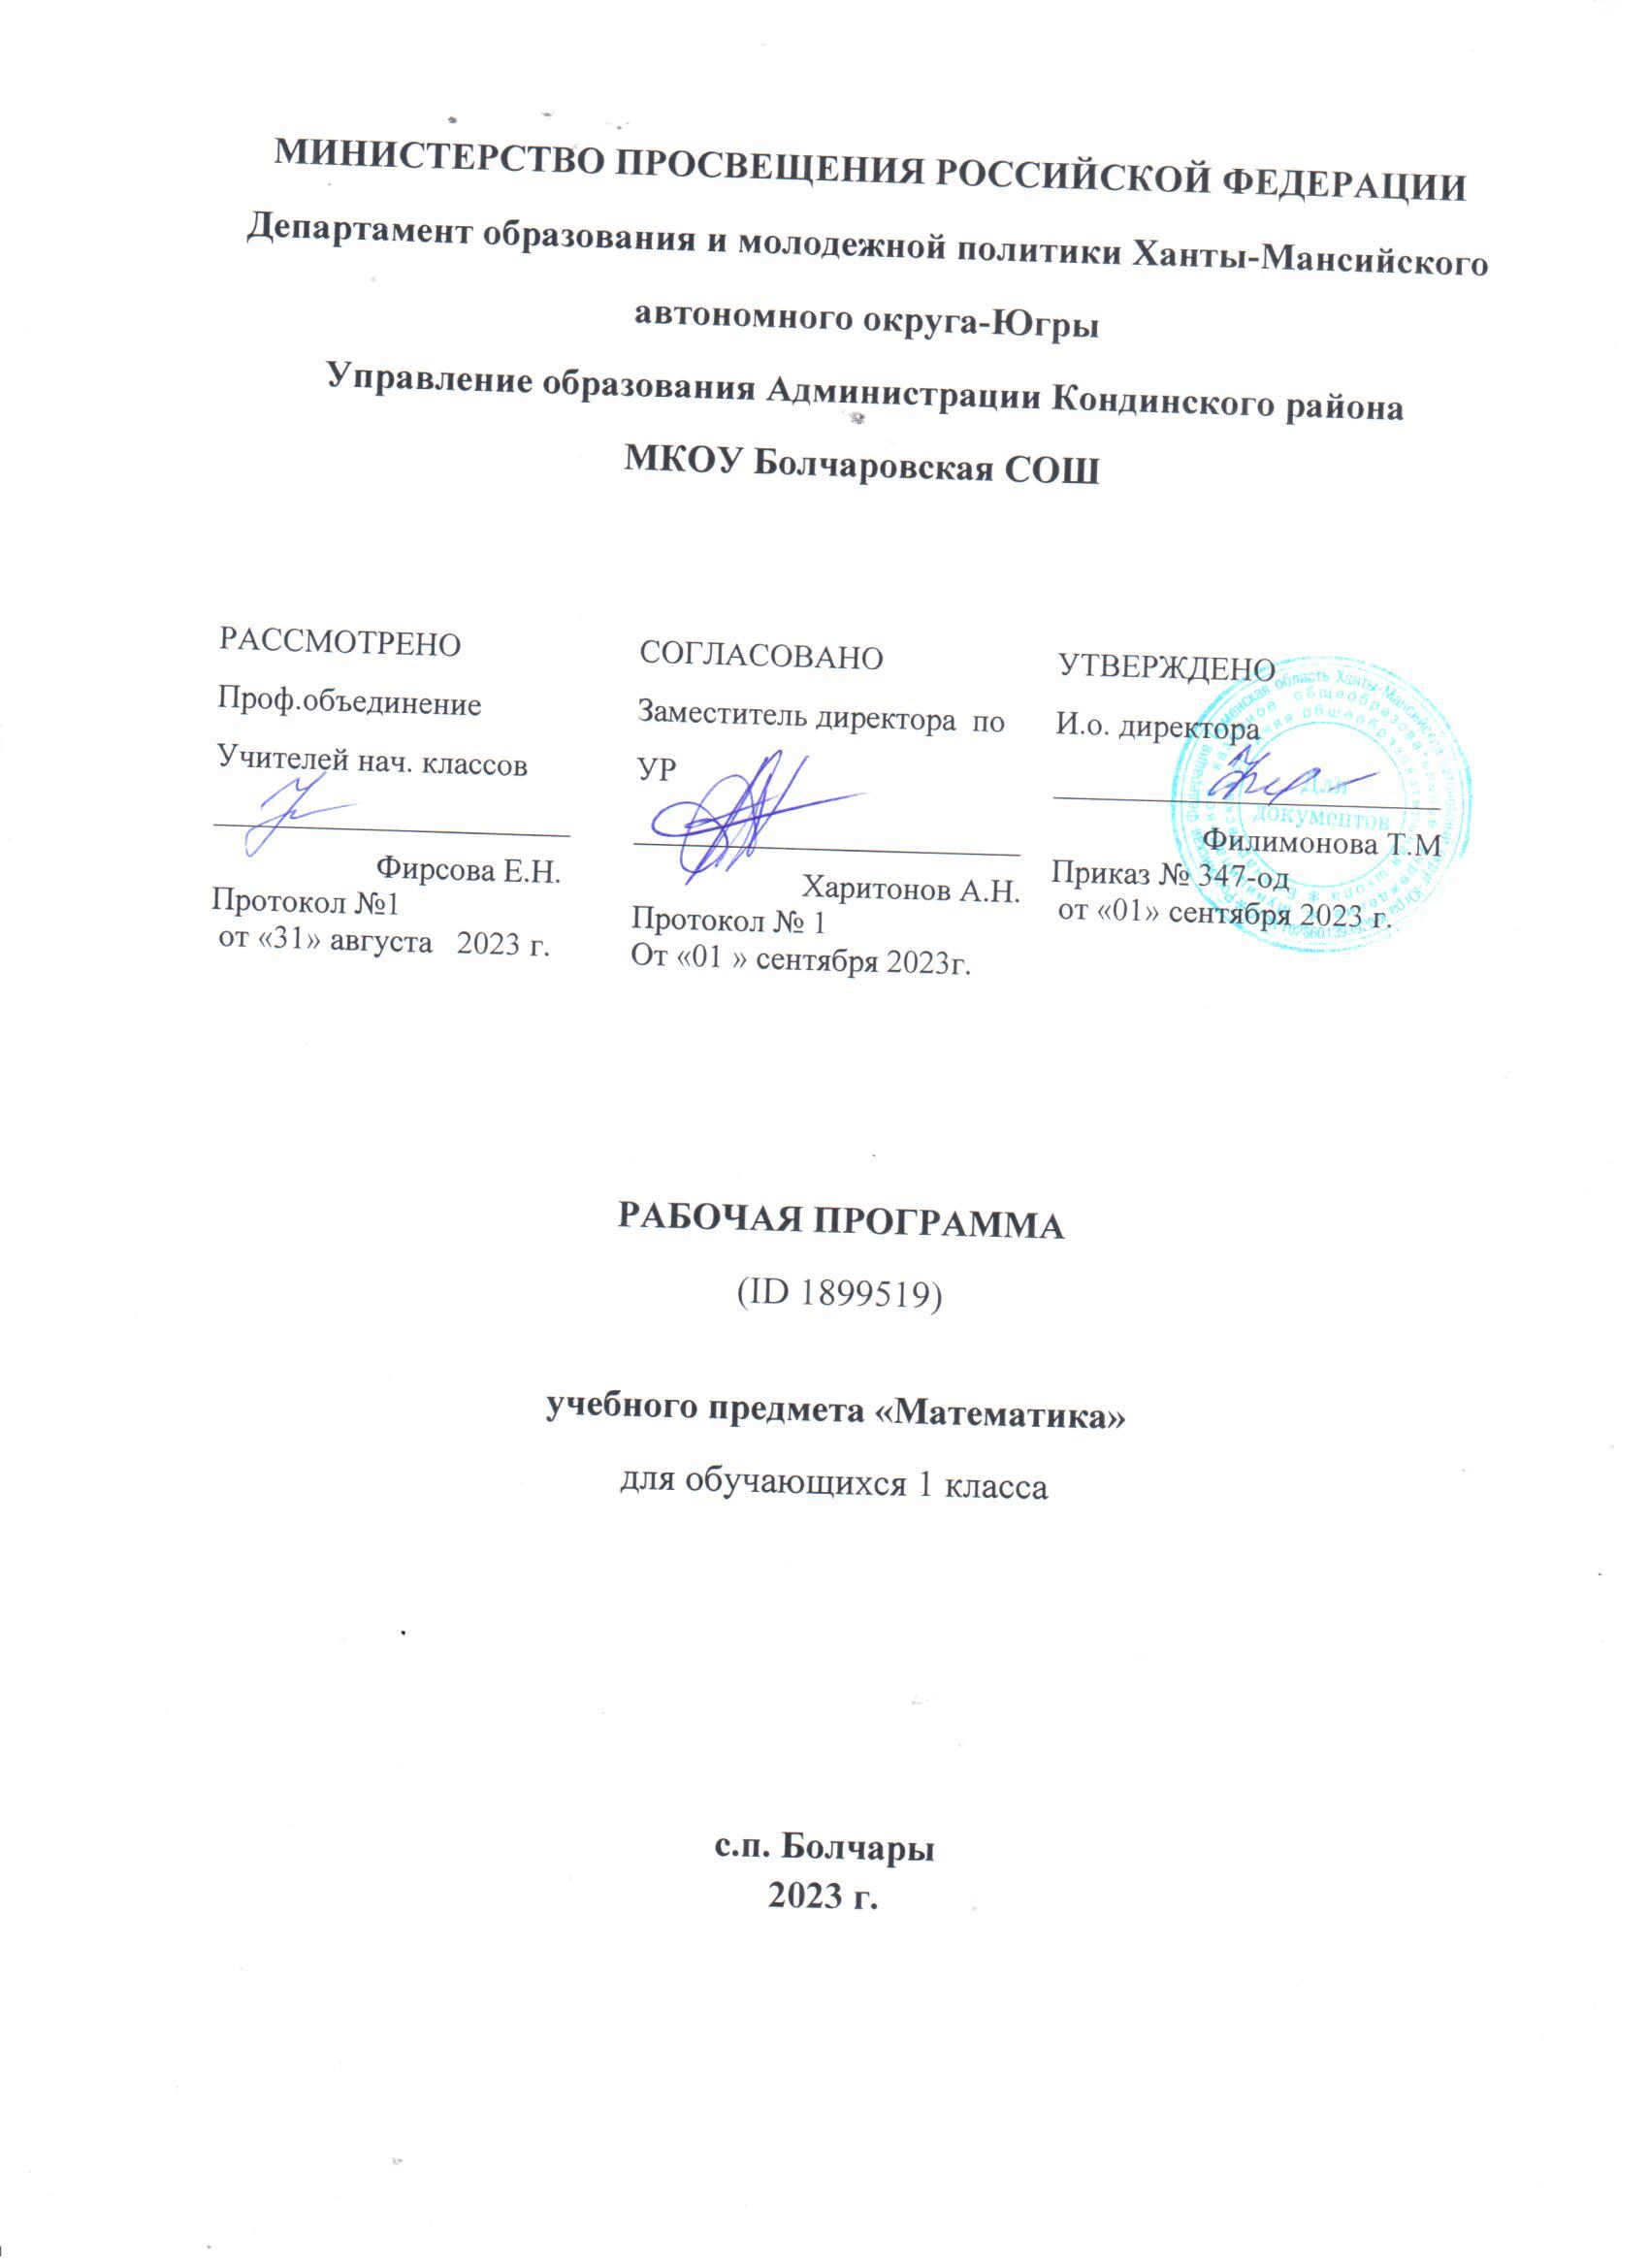 МИНИСТЕРСТВО ПРОСВЕЩЕНИЯ РОССИЙСКОЙ ФЕДЕРАЦИИ
Департамент образования и молодежной политики Ханты-Мансийского
автономного округа-Югры
Управление образования Администрации Кондинского района
МКОУ Болчаровская СОШ
РАССМОТРЕНО
Проф.объединение
Учителей нач. классов
Фирсова Е.Н.
Протокол №1
от «31» августа 2023 г.
СОГЛАСОВАНО
Заместитель директора по
УР
Харитонов А.Н.
Протокол № 1
От «01 » сентября 2023г.
УТВЕРЖДЕНО
И.о. директора
Для
документов
Филимонова Т.М
Приказ № 347-од
от «01» сентября 2023 г.
РАБОЧАЯ ПРОГРАММА
(ID 1899519)
учебного предмета «Математика»
для обучающихся 1 класса
с.п. Болчары
2023 г.